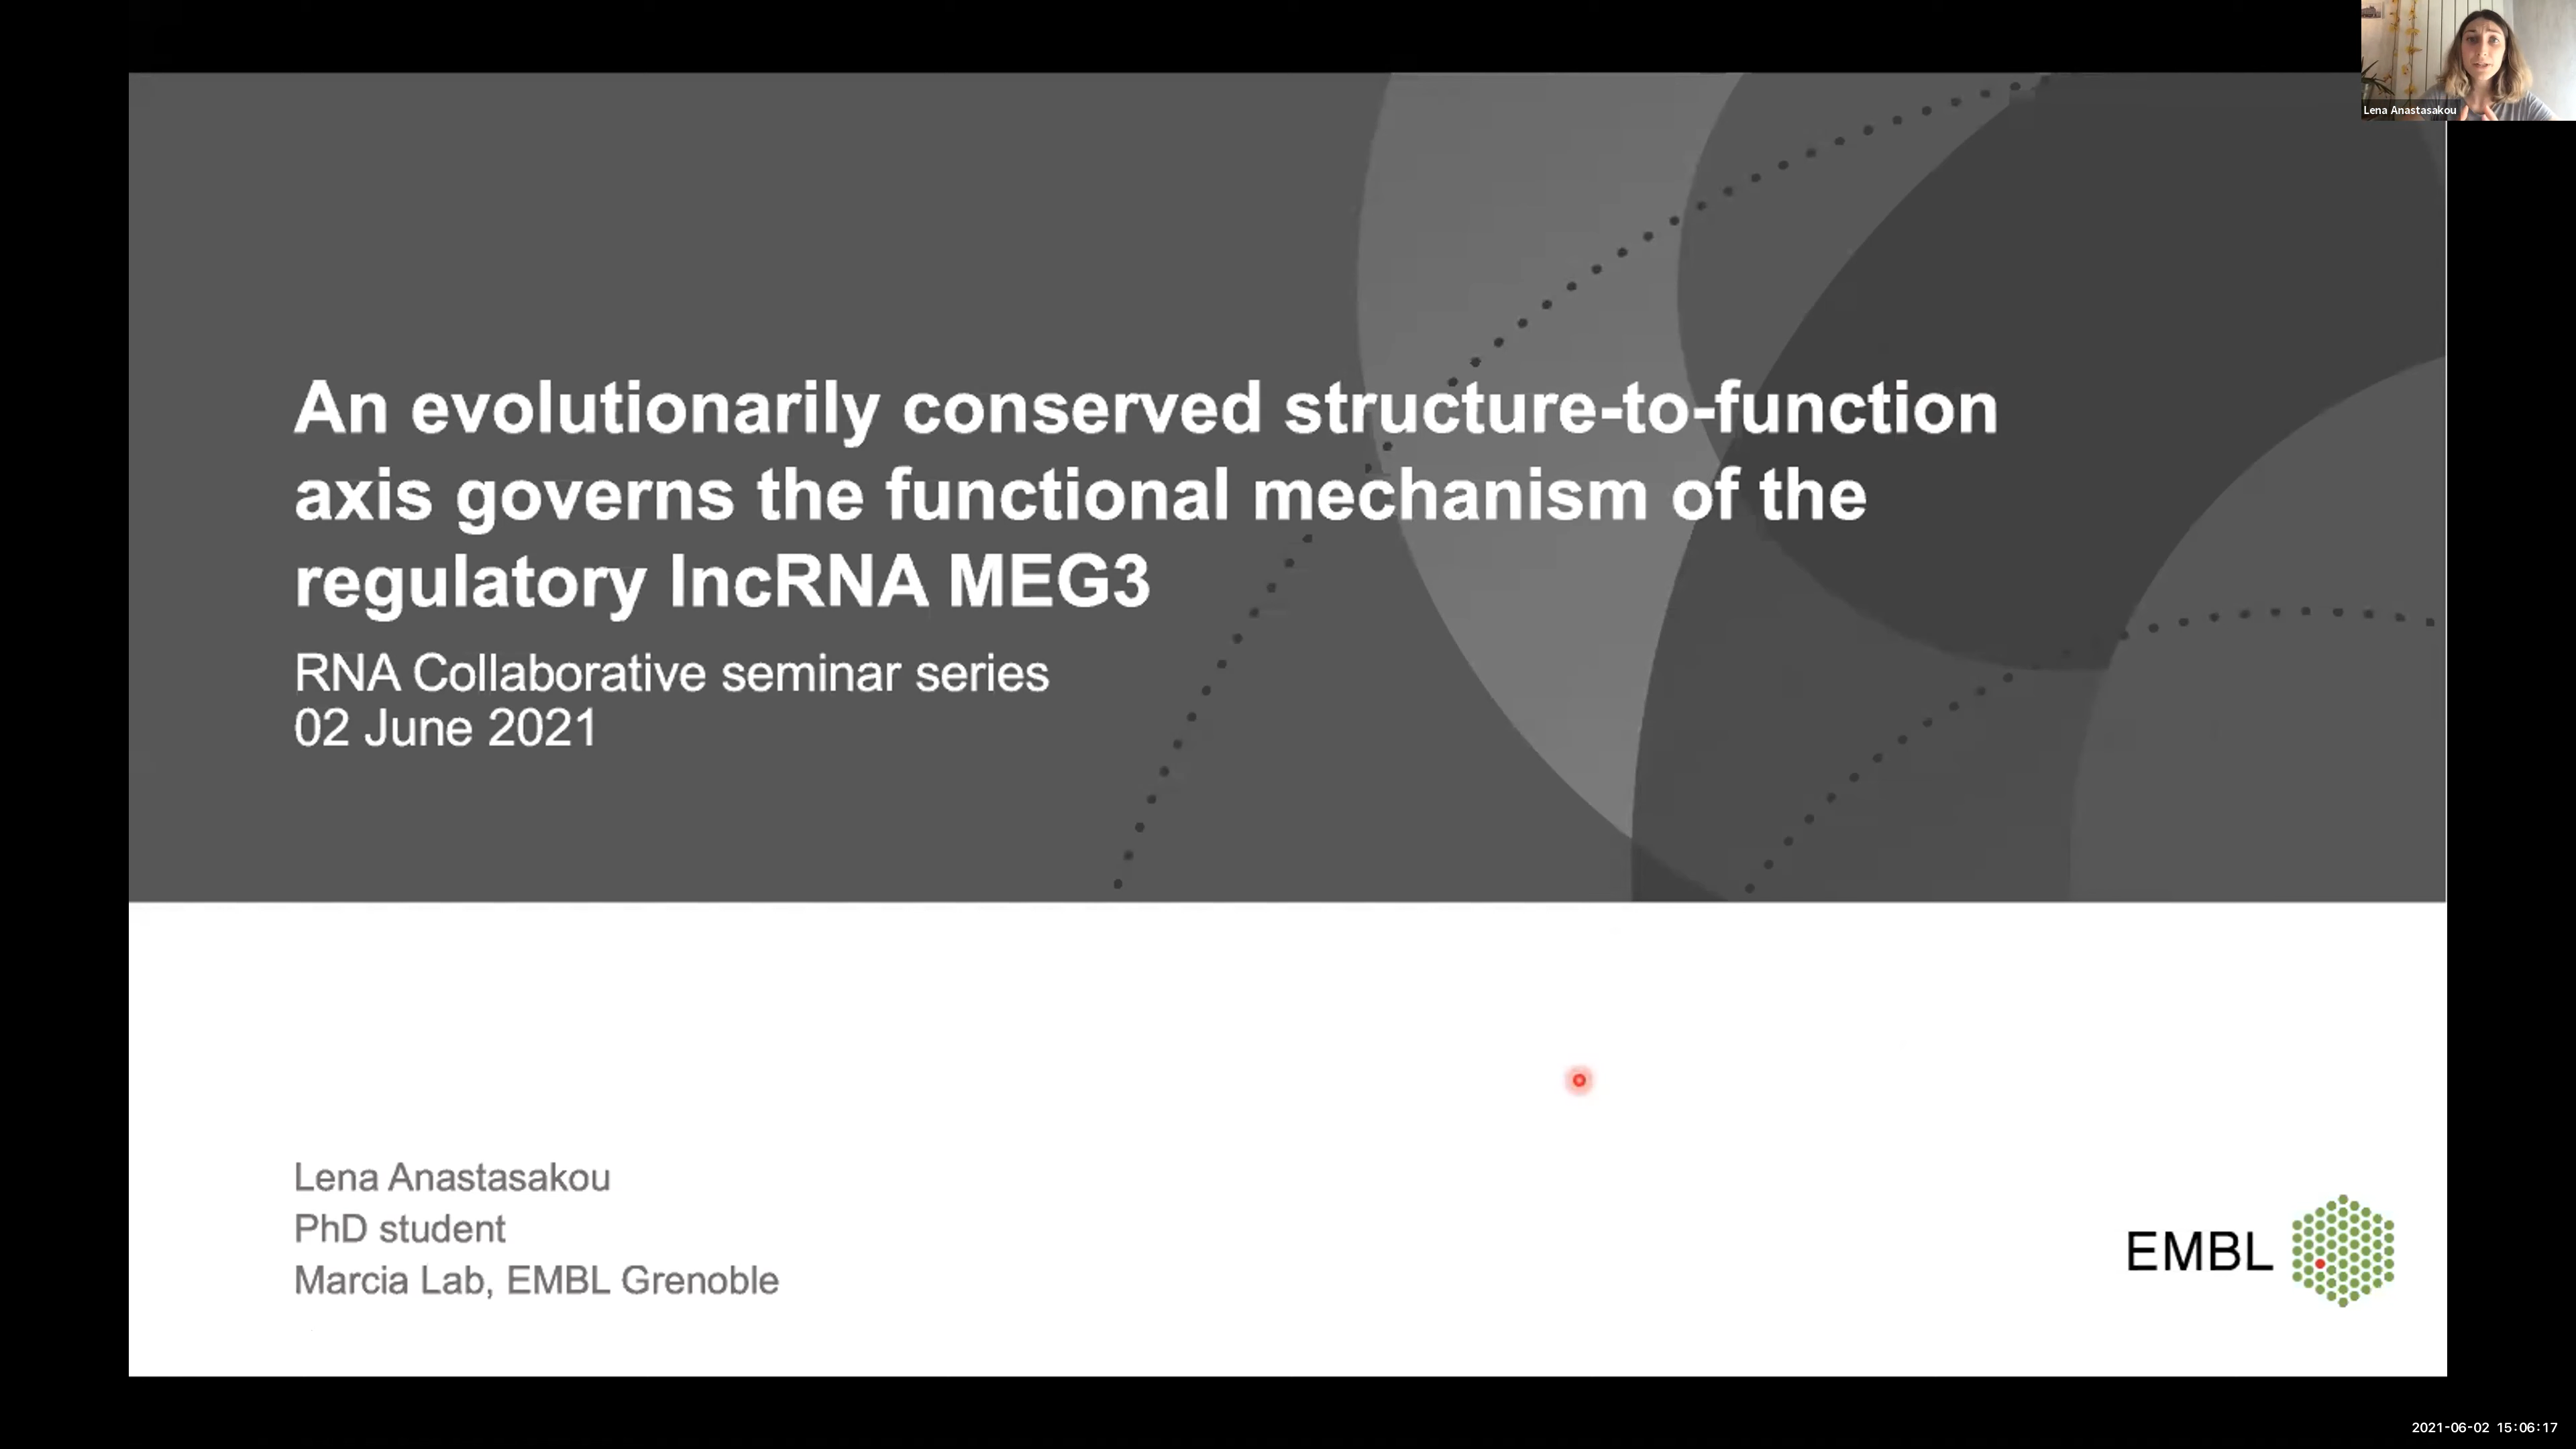 Lena Anastasakou
An evolutionarily conserved structure-to-function
axis governs the functional mechanism of the
regulatory lncRNA MEG3
RNA Collaborative seminar series
02 June 2021
Lena Anastasakou
PhD student
Marcia Lab, EMBL Grenoble
EMBL
2021-06-02 15:06:17